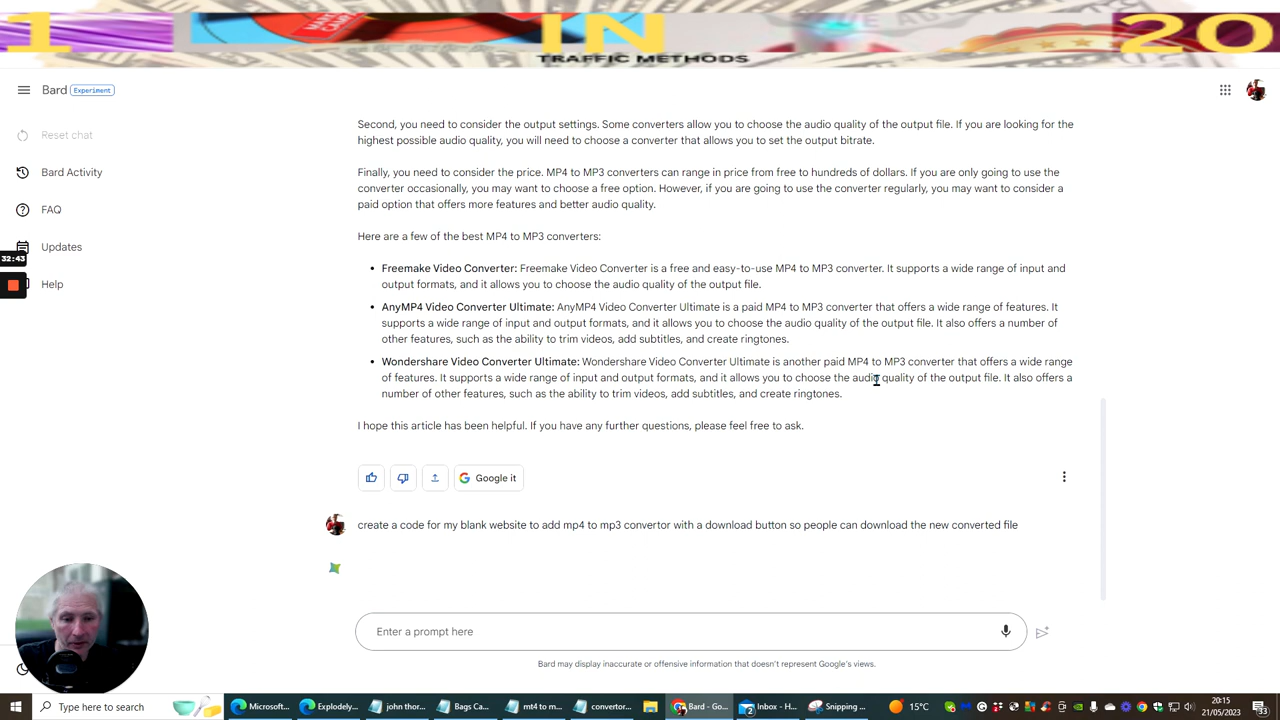 1 IN 20
TRAFFIC METHODS
Bard Experiment
Reset chat
Bard Activity
FAQ
Updates
32:43
Help
Second, you need to consider the output settings. Some converters allow you to choose the audio quality of the output file. If you are looking for the
highest possible audio quality, you will need to choose a converter that allows you to set the output bitrate.
Finally, you need to consider the price. MP4 to MP3 converters can range in price from free to hundreds of dollars. If you are only going to use the
converter occasionally, you may want to choose a free option. However, if you are going to use the converter regularly, you may want to consider a
paid option that offers more features and better audio quality.
Here are a few of the best MP4 to MP3 converters:
• Freemake Video Converter: Freemake Video Converter is a free and easy-to-use MP4 to MP3 converter. It supports a wide range of input and
output formats, and it allows you to choose the audio quality of the output file.
• AnyMP4 Video Converter Ultimate: AnyMP4 Video Converter Ultimate is a paid MP4 to MP3 converter that offers a wide range of features. It
supports a wide range of input and output formats, and it allows you to choose the audio quality of the output file. It also offers a number of
other features, such as the ability to trim videos, add subtitles, and create ringtones.
• Wondershare Video Converter Ultimate: Wondershare Video Converter Ultimate is another paid MP4 to MP3 converter that offers a wide range
of features. It supports a wide range of input and output formats, and it allows you to choose the audio quality of the output file. It also offers a
number of other features, such as the ability to trim videos, add subtitles, and create ringtones.
I hope this article has been helpful. If you have any further questions, please feel free to ask.
Google it
create a code for my blank website to add mp4 to mp3 convertor with a download button so people can download the new converted file
Enter a prompt here
Bard may display inaccurate or offensive information that doesn't represent Google's views.
Type here to search
Microsoft...
Explodely...
john thor...
Bags Ca...
mt4 to m...
convertor...
Bard - Go...
Inbox - H...
Snipping ...
15°C
20:15
21/05/2023